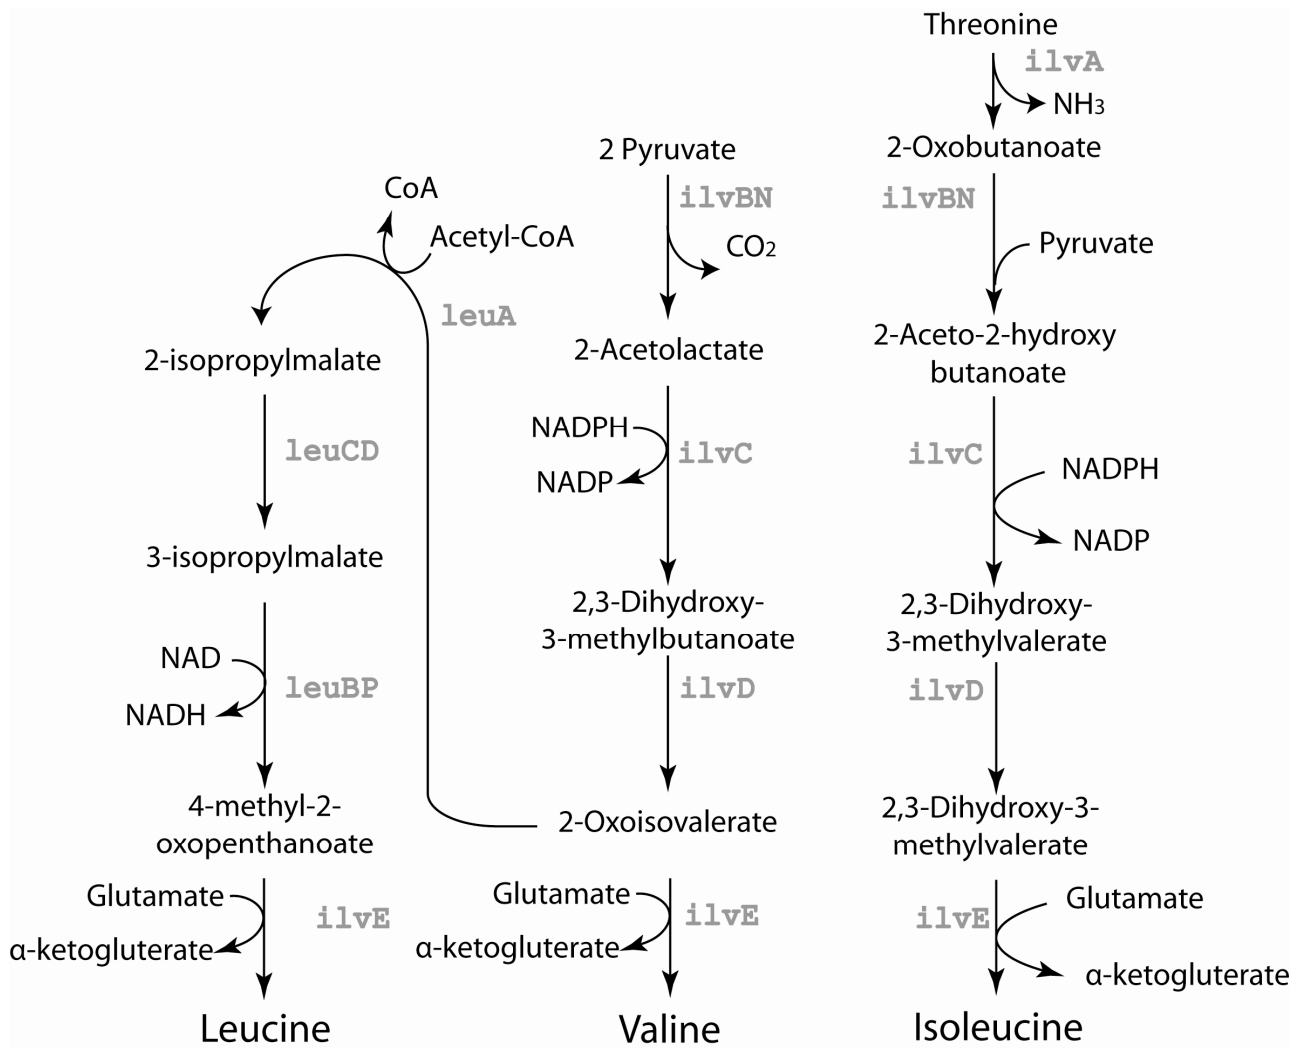 Threonine
ilvA
NH3
2-Oxobutanoate
ilvBN
Pyruvate
2-Aceto-2-hydroxy
butanoate
ilvC
NADPH
NADP
2,3-Dihydroxy-
3-methylvalerate
ilvD
2,3-Dihydroxy-3-
methylvalerate
Glutamate
ilvE
α-ketogluterate
Isoleucine
2 Pyruvate
ilvBN
CO2
2-Acetolactate
NADPH
ilvC
NADP
2,3-Dihydroxy-
3-methylbutanoate
ilvD
2-Oxoisovalerate
Glutamate
ilvE
α-ketogluterate
Valine
CoA
Acetyl-CoA
leuA
2-isopropylmalate
leuCD
3-isopropylmalate
NAD
leuBP
NADH
4-methyl-2-
oxopenthanoate
Glutamate
ilvE
α-ketogluterate
Leucine